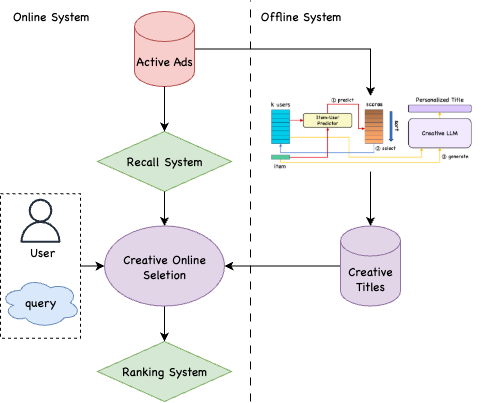 Online System
Offline System
Active Ads
k users
① predict
scores
Personalized Title
Item-User
Predictor
sort
Creative LLM
② select
item
③ generate
Recall System
User
query
Creative Online
Seletion
Creative
Titles
Ranking System